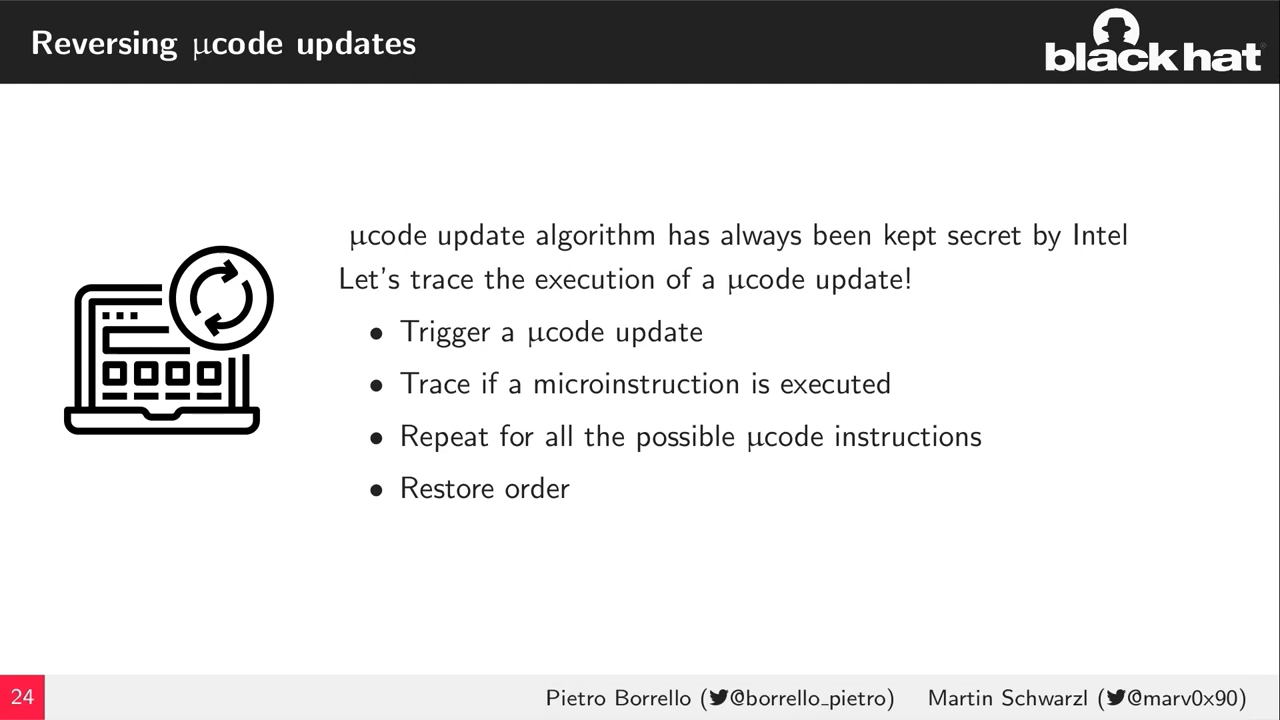 Reversing µcode updates
black hat
µcode update algorithm has always been kept secret by Intel
Let's trace the execution of a µcode update!
• Trigger a µcode update
• Trace if a microinstruction is executed
• Repeat for all the possible µcode instructions
• Restore order
24
Pietro Borrello (@borrello_pietro) Martin Schwarzl (@marv0x90)